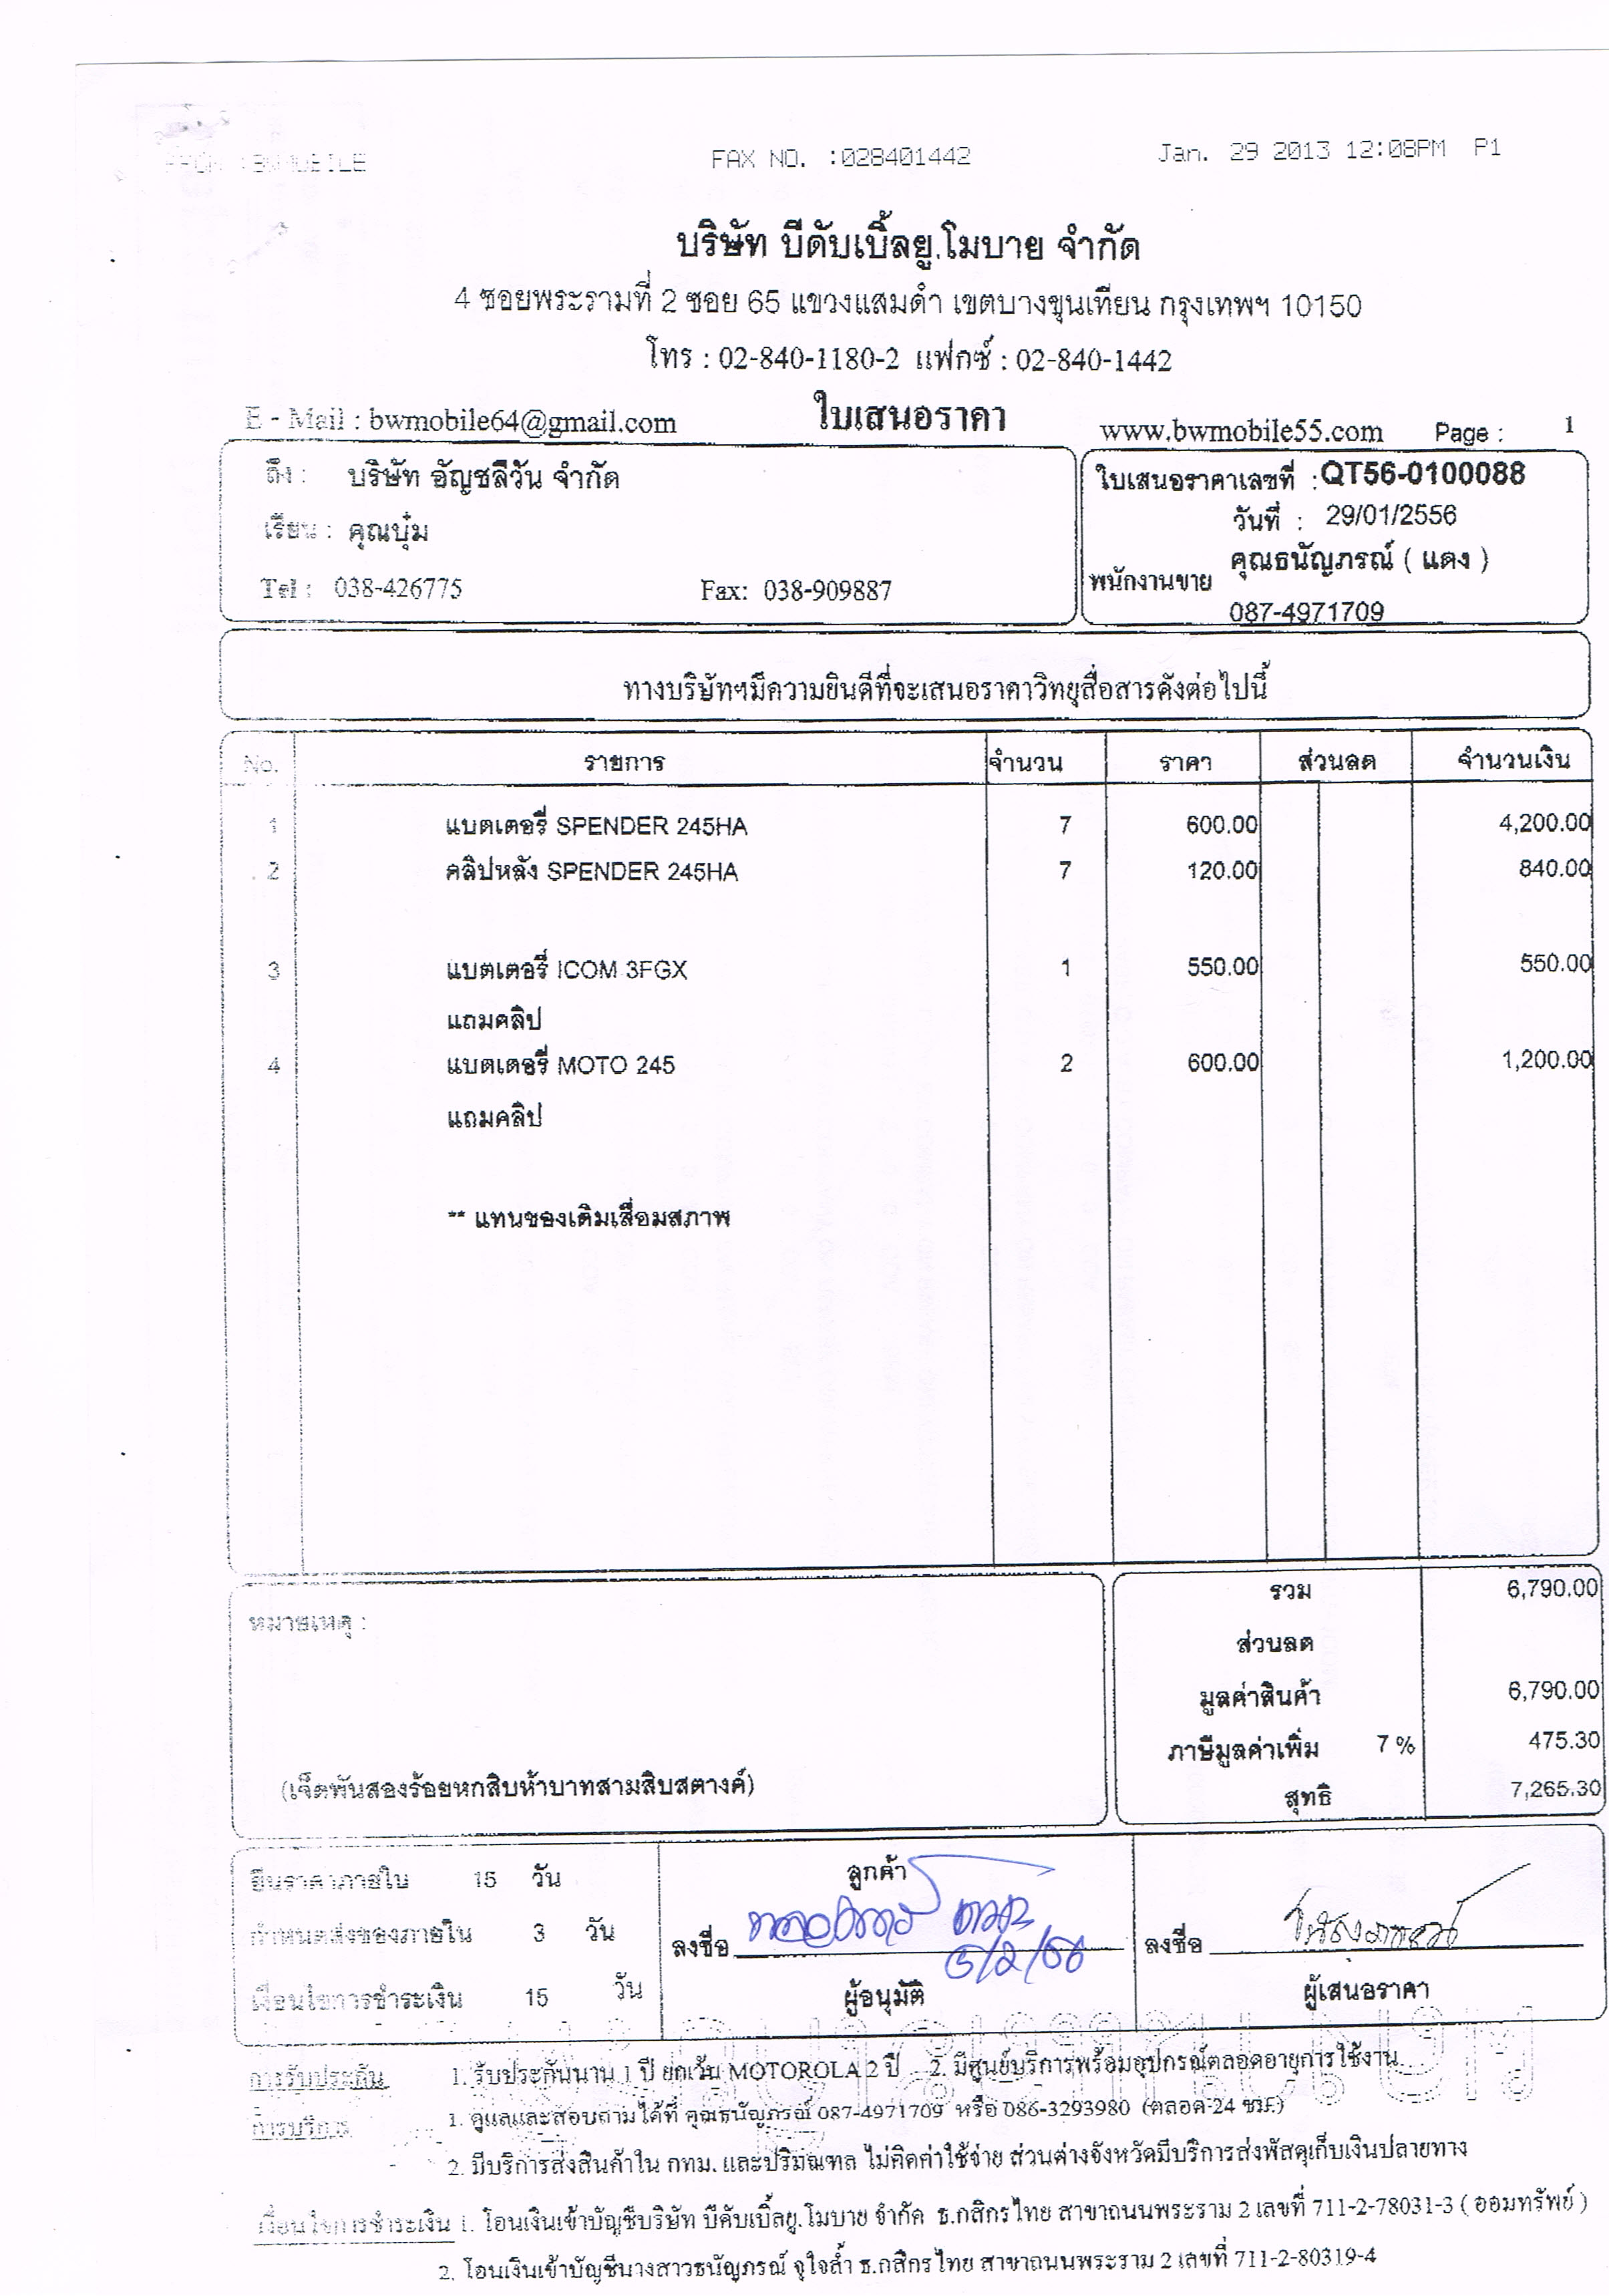 FROM :BWMOBILE FAX NO. :028401442 Jan. 29 2013 12:08PM P1
บริษัท บีดับเบิ้ลยู.โมบาย จำกัด
4 ซอยพระรามที่ 2 ซอย 65 แขวงแสมดำ เขตบางขุนเทียน กรุงเทพฯ 10150
โทร : 02-840-1180-2 แฟกซ์ : 02-840-1442
E - Mail : bwmobile64@gmail.com ใบเสนอราคา www.bwmobile55.com Page : 1
ถึง : บริษัท อัญชลีวัน จำกัด ใบเสนอราคาเลขที่ : QT56-0100088
เรียน : คุณบุ๋ม วันที่ : 29/01/2556
พนักงานขาย คุณธนัญภรณ์ ( แดง )
Tel : 038-426775 Fax: 038-909887 087-4971709
ทางบริษัทฯมีความยินดีที่จะเสนอราคาวิทยุสื่อสารดังต่อไปนี้
No. รายการ จำนวน ราคา ส่วนลด จำนวนเงิน
1 แบตเตอรี่ SPENDER 245HA 7 600.00 4,200.00
2 คลิปหลัง SPENDER 245HA 7 120.00 840.00
3 แบตเตอรี่ ICOM 3FGX 1 550.00 550.00
แถมคลิป
4 แบตเตอรี่ MOTO 245 2 600.00 1,200.00
แถมคลิป
** แทนของเดิมเสื่อมสภาพ
รวม 6,790.00
หมายเหตุ :
ส่วนลด
มูลค่าสินค้า 6,790.00
ภาษีมูลค่าเพิ่ม 7 % 475.30
(เจ็ดพันสองร้อยหกสิบห้าบาทสามสิบสตางค์) สุทธิ 7,265.30
ยืนราคาภายใน 15 วัน ลูกค้า
กำหนดส่งของภายใน 3 วัน ลงชื่อ ลงชื่อ
5/2/56
เงื่อนไขการชำระเงิน 15 วัน ผู้อนุมัติ ผู้เสนอราคา
การรับประกัน 1. รับประกันนาน 1 ปี ยกเว้น MOTOROLA 2 ปี 2. มีศูนย์บริการพร้อมอุปกรณ์ตลอดอายุการใช้งาน
การบริการ 1. ดูแลและสอบถามได้ที่ คุณธนัญภรณ์ 087-4971709 หรือ 086-3293980 (ตลอด 24 ชม.)
2. มีบริการส่งสินค้าใน กทม. และปริมณฑล ไม่คิดค่าใช้จ่าย ส่วนต่างจังหวัดมีบริการส่งพัสดุเก็บเงินปลายทาง
เงื่อนไขการชำระเงิน 1. โอนเงินเข้าบัญชีบริษัท บีดับเบิ้ลยู.โมบาย จำกัด ธ.กสิกรไทย สาขาถนนพระราม 2 เลขที่ 711-2-78031-3 ( ออมทรัพย์ )
2. โอนเงินเข้าบัญชีนางสาวธนัญภรณ์ จูใจล้ำ ธ.กสิกรไทย สาขาถนนพระราม 2 เลขที่ 711-2-80319-4